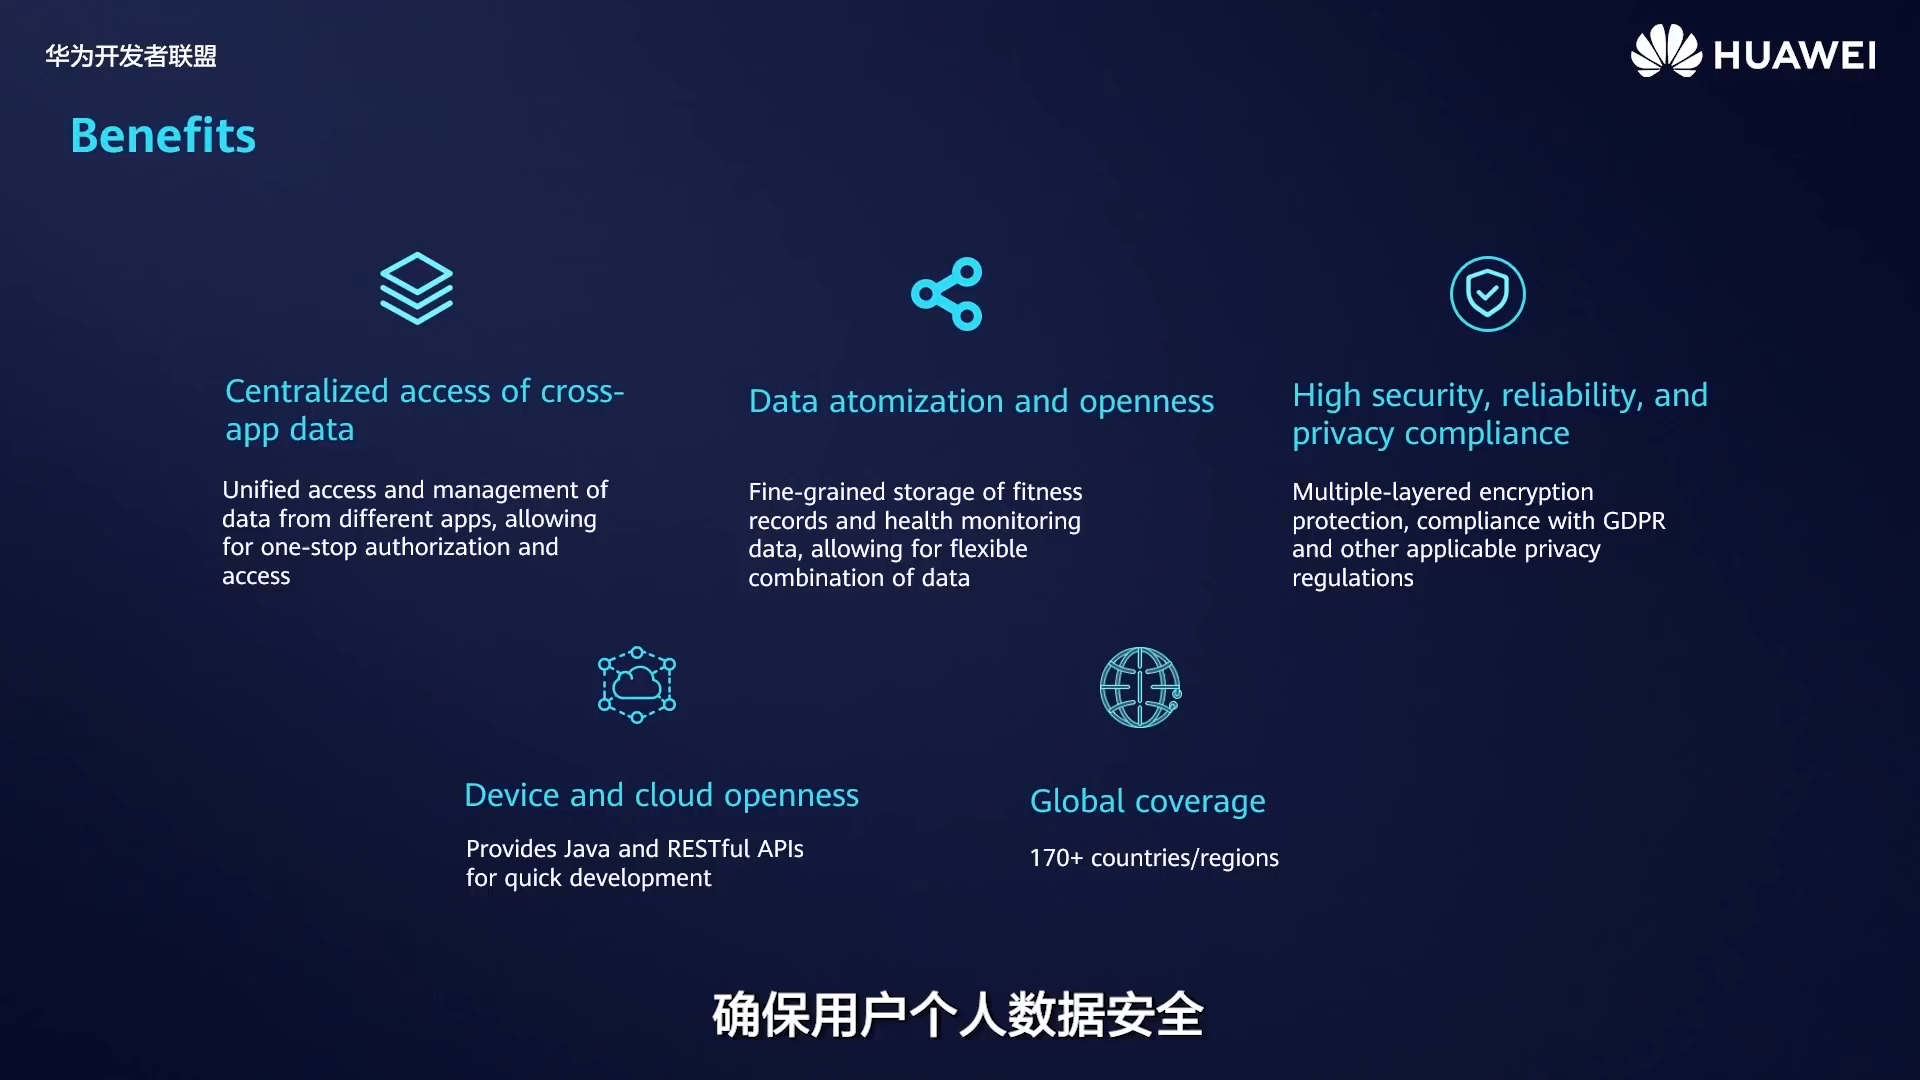 华为开发者联盟
HUAWEI
Benefits
Centralized access of cross-
app data
Unified access and management of
data from different apps, allowing
for one-stop authorization and
access
Data atomization and openness
Fine-grained storage of fitness
records and health monitoring
data, allowing for flexible
combination of data
High security, reliability, and
privacy compliance
Multiple-layered encryption
protection, compliance with GDPR
and other applicable privacy
regulations
Device and cloud openness
Provides Java and RESTful APIs
for quick development
Global coverage
170+ countries/regions
确保用户个人数据安全